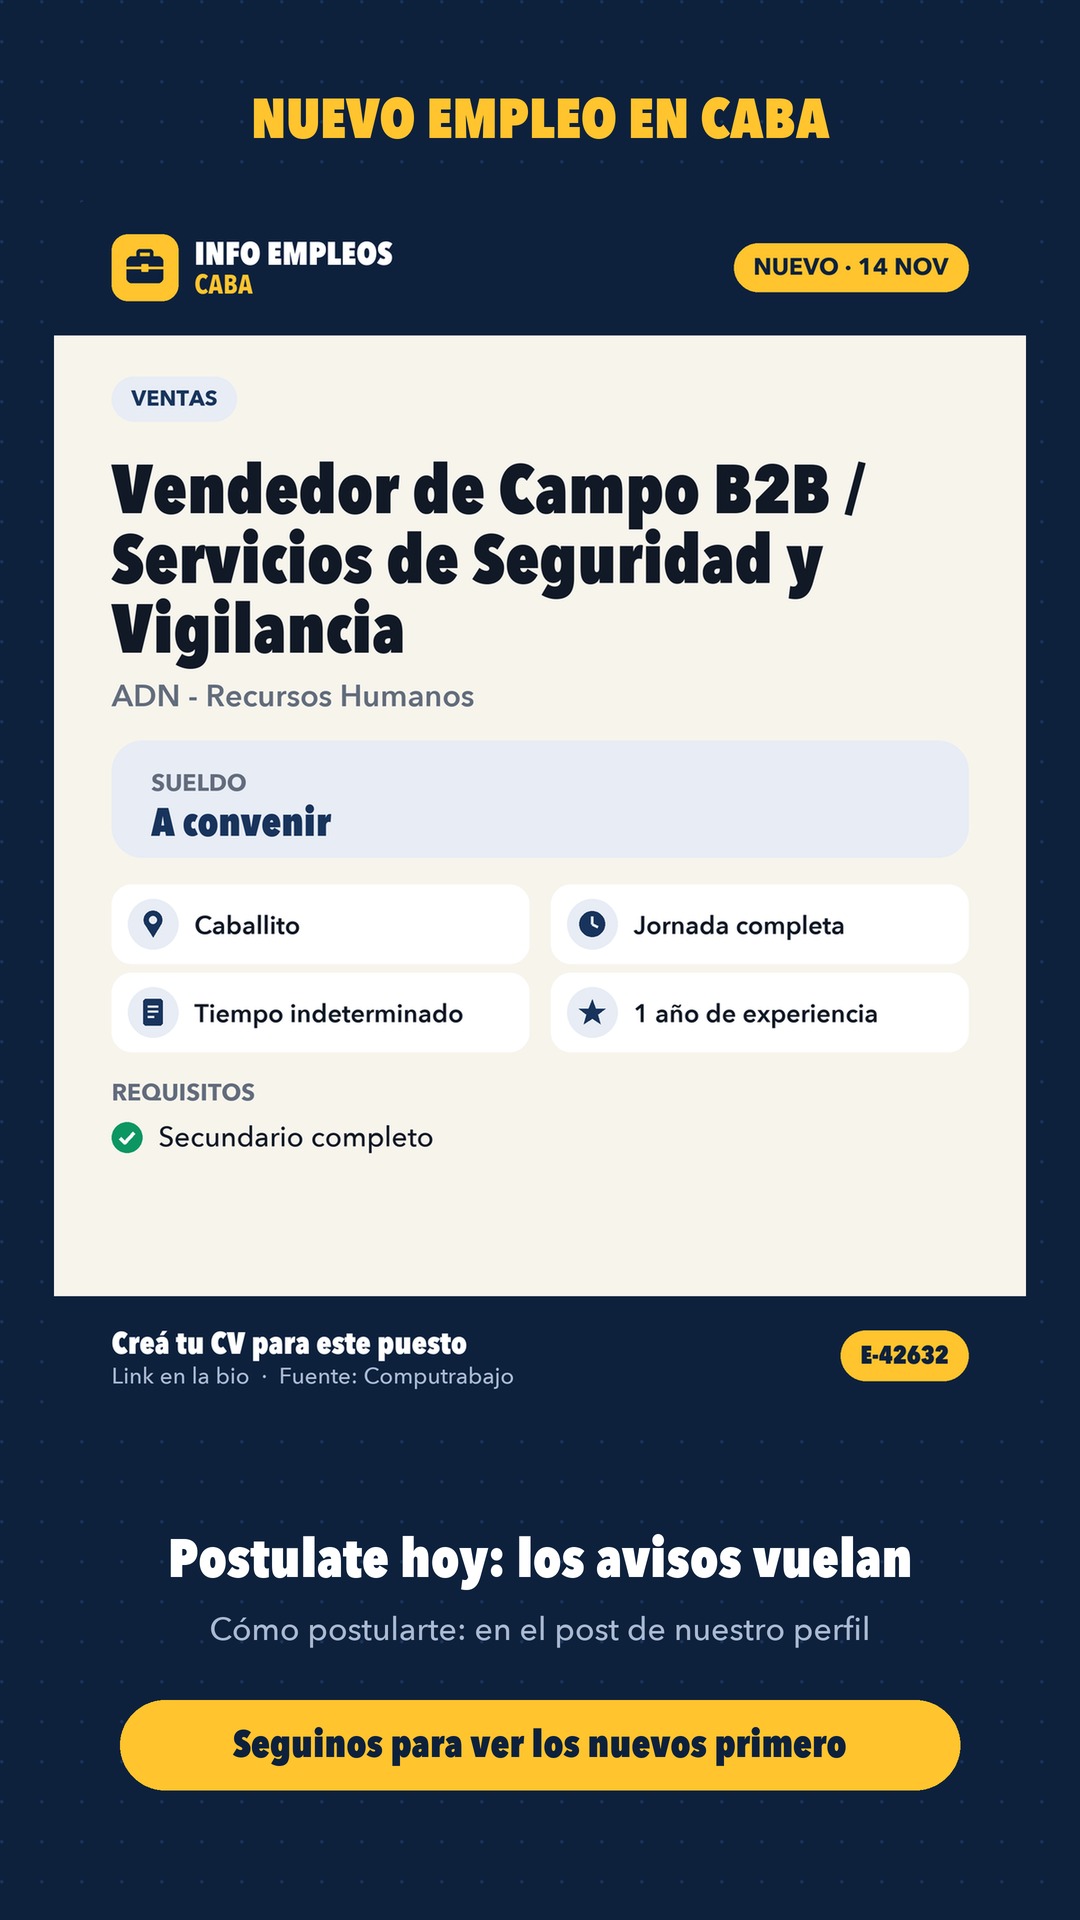 NUEVO EMPLEO EN CABA
INFO EMPLEOS
CABA
NUEVO · 14 NOV
VENTAS
Vendedor de Campo B2B /
Servicios de Seguridad y
Vigilancia
ADN - Recursos Humanos
SUELDO
A convenir
Caballito
Jornada completa
Tiempo indeterminado
1 año de experiencia
REQUISITOS
Secundario completo
Creá tu CV para este puesto
Link en la bio · Fuente: Computrabajo
E-42632
Postulate hoy: los avisos vuelan
Cómo postularte: en el post de nuestro perfil
Seguinos para ver los nuevos primero